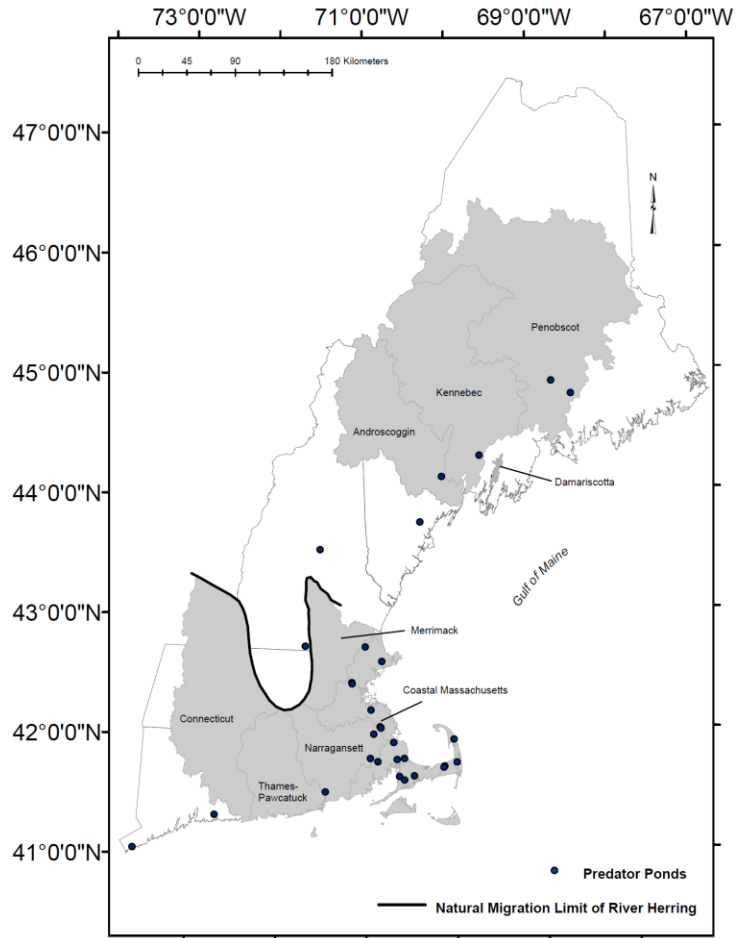 73°0'0"W 71°0'0"W 69°0'0"W 67°0'0"W
0 45 90 180 Kilometers
47°0'0"N
N
46°0'0"N
Penobscot
45°0'0"N
Kennebec
Androscoggin
44°0'0"N
Damariscotta
Gulf of Maine
43°0'0"N
Merrimack
Coastal Massachusetts
Connecticut
42°0'0"N
Narragansett
Thames-
Pawcatuck
41°0'0"N
Predator Ponds
Natural Migration Limit of River Herring